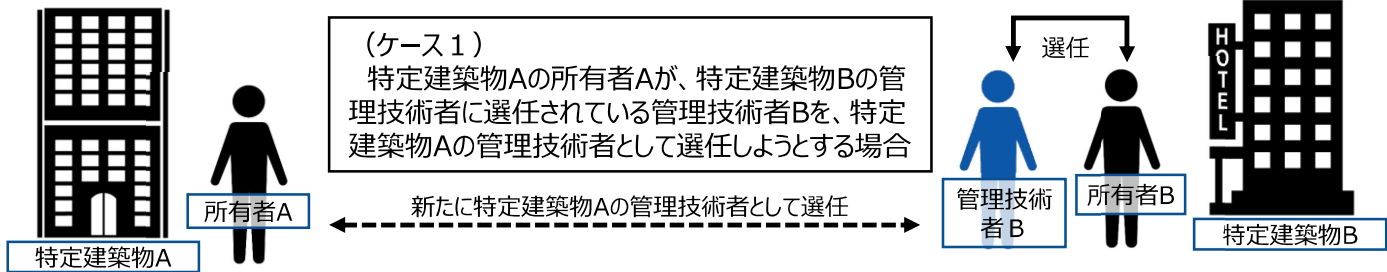 （ケース１）
特定建築物Aの所有者Aが、特定建築物Bの管
理技術者に選任されている管理技術者Bを、特定
建築物Aの管理技術者として選任しようとする場合
選任
HOTEL
所有者A
新たに特定建築物Aの管理技術者として選任
管理技術
者Ｂ
所有者B
特定建築物A
特定建築物B